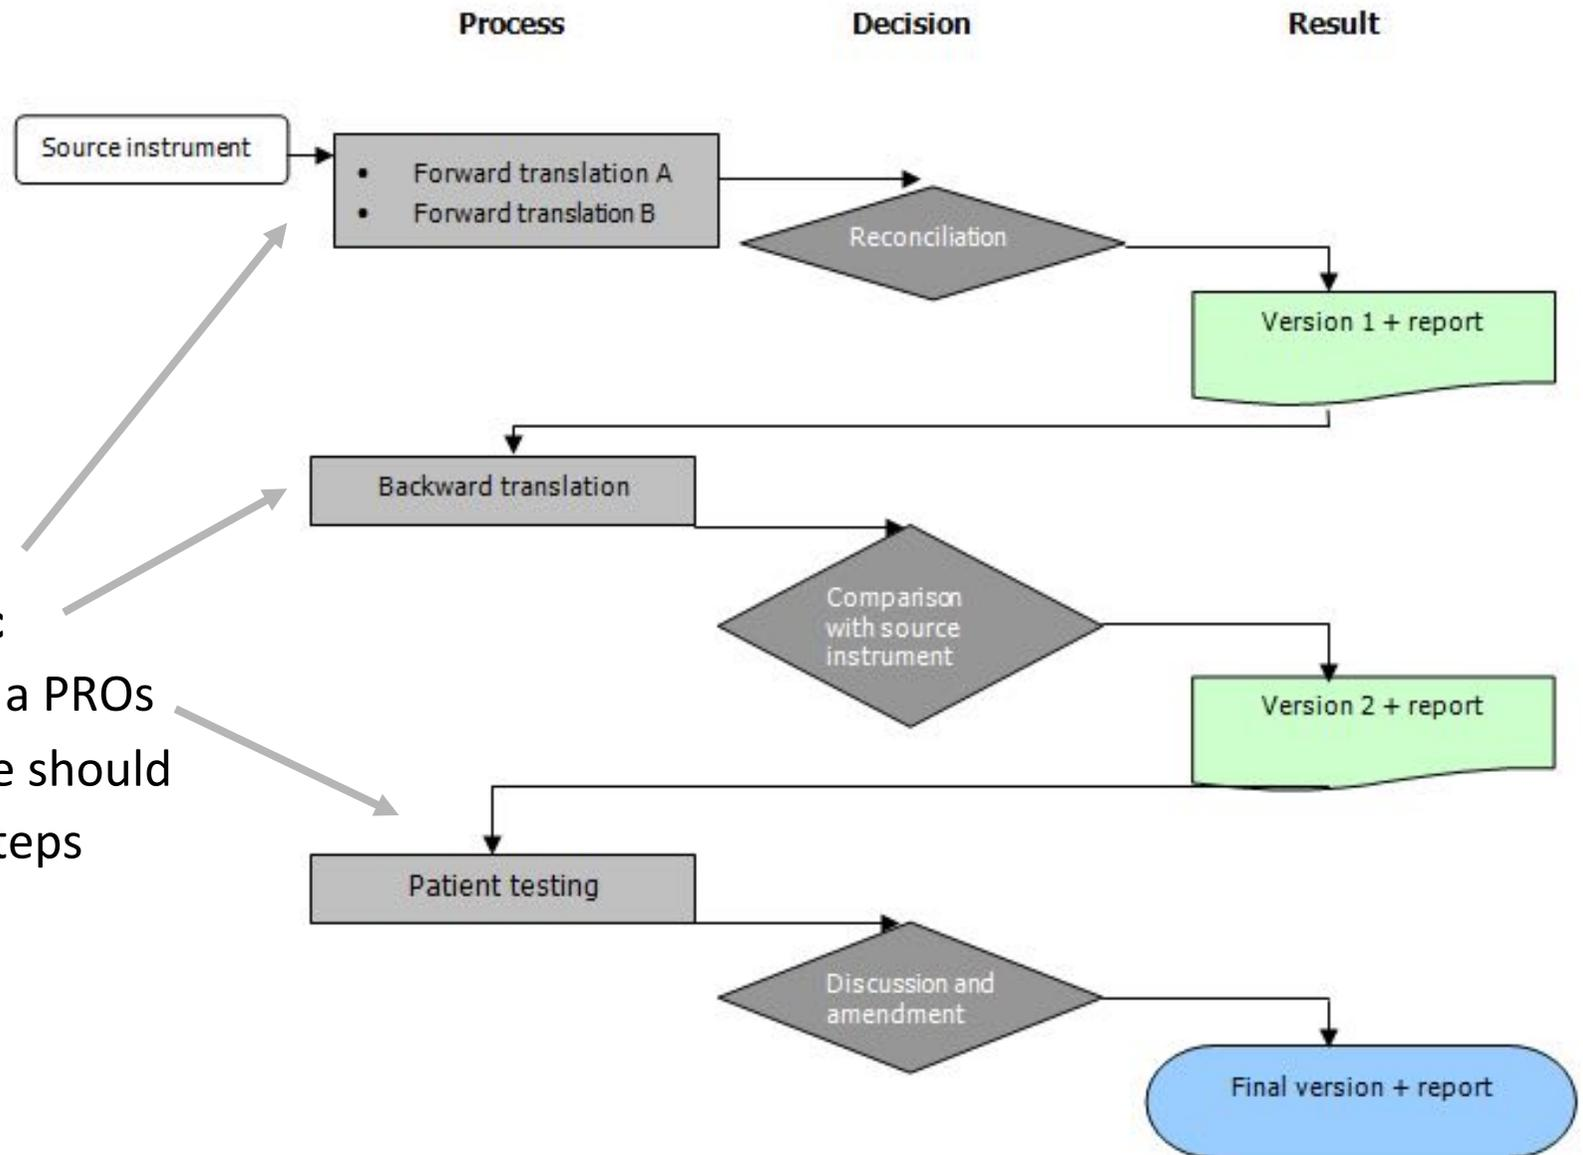 Process
Decision
Result
Source instrument
• Forward translation A
• Forward translation B
Reconciliation
Version 1 + report
Backward translation
Comparison
with source
instrument
Version 2 + report
a PROs
should
Patient testing
Discussion and
amendment
Final version + report